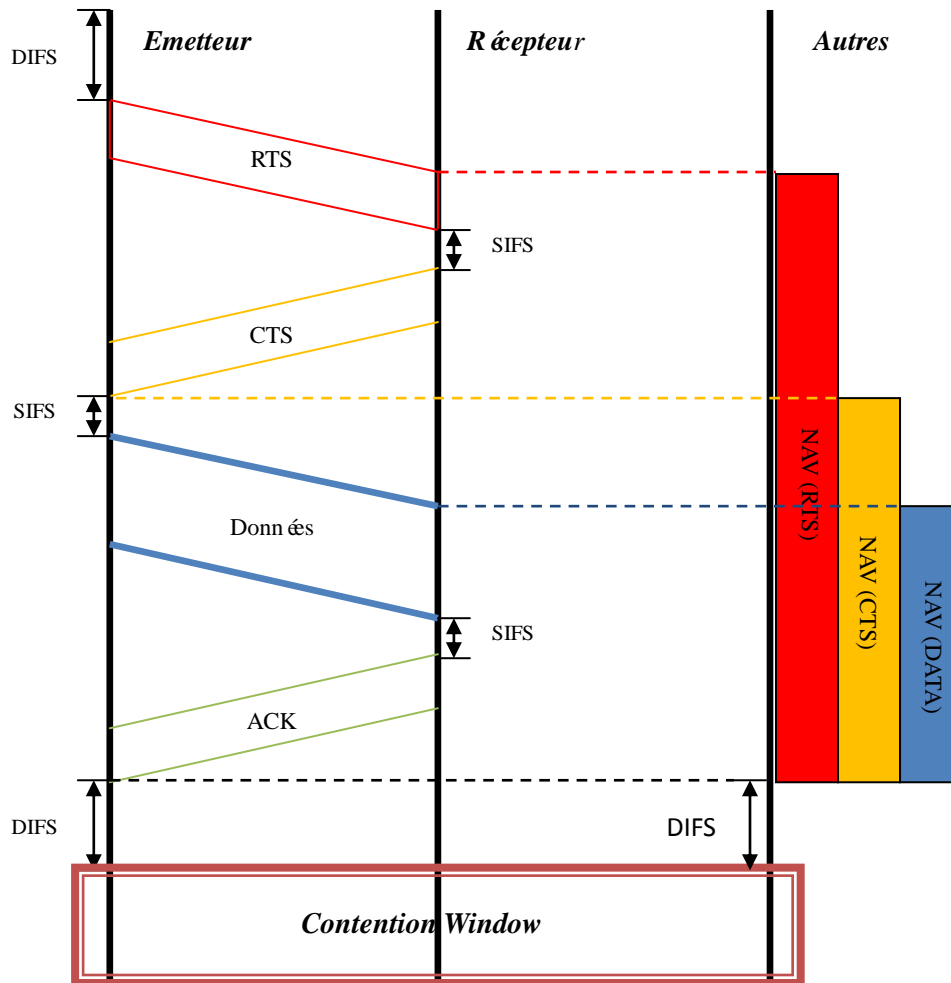 Emetteur
Récepteur
Autres
DIFS
RTS
SIFS
CTS
SIFS
NAV (RTS)
NAV (CTS)
NAV (DATA)
Données
SIFS
ACK
DIFS
DIFS
Contention Window